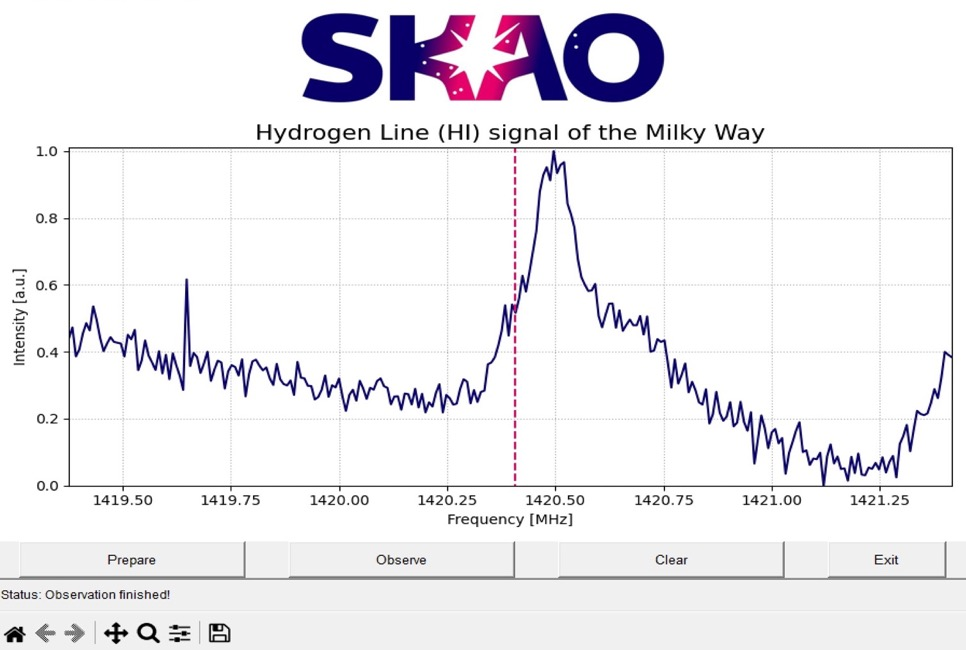 SKAO
Hydrogen Line (HI) signal of the Milky Way
1.0
0.8
0.6
0.4
0.2
0.0
Intensity [a.u.]
1419.50 1419.75 1420.00 1420.25 1420.50 1420.75 1421.00 1421.25
Frequency [MHz]
Prepare Observe Clear Exit
Status: Observation finished!